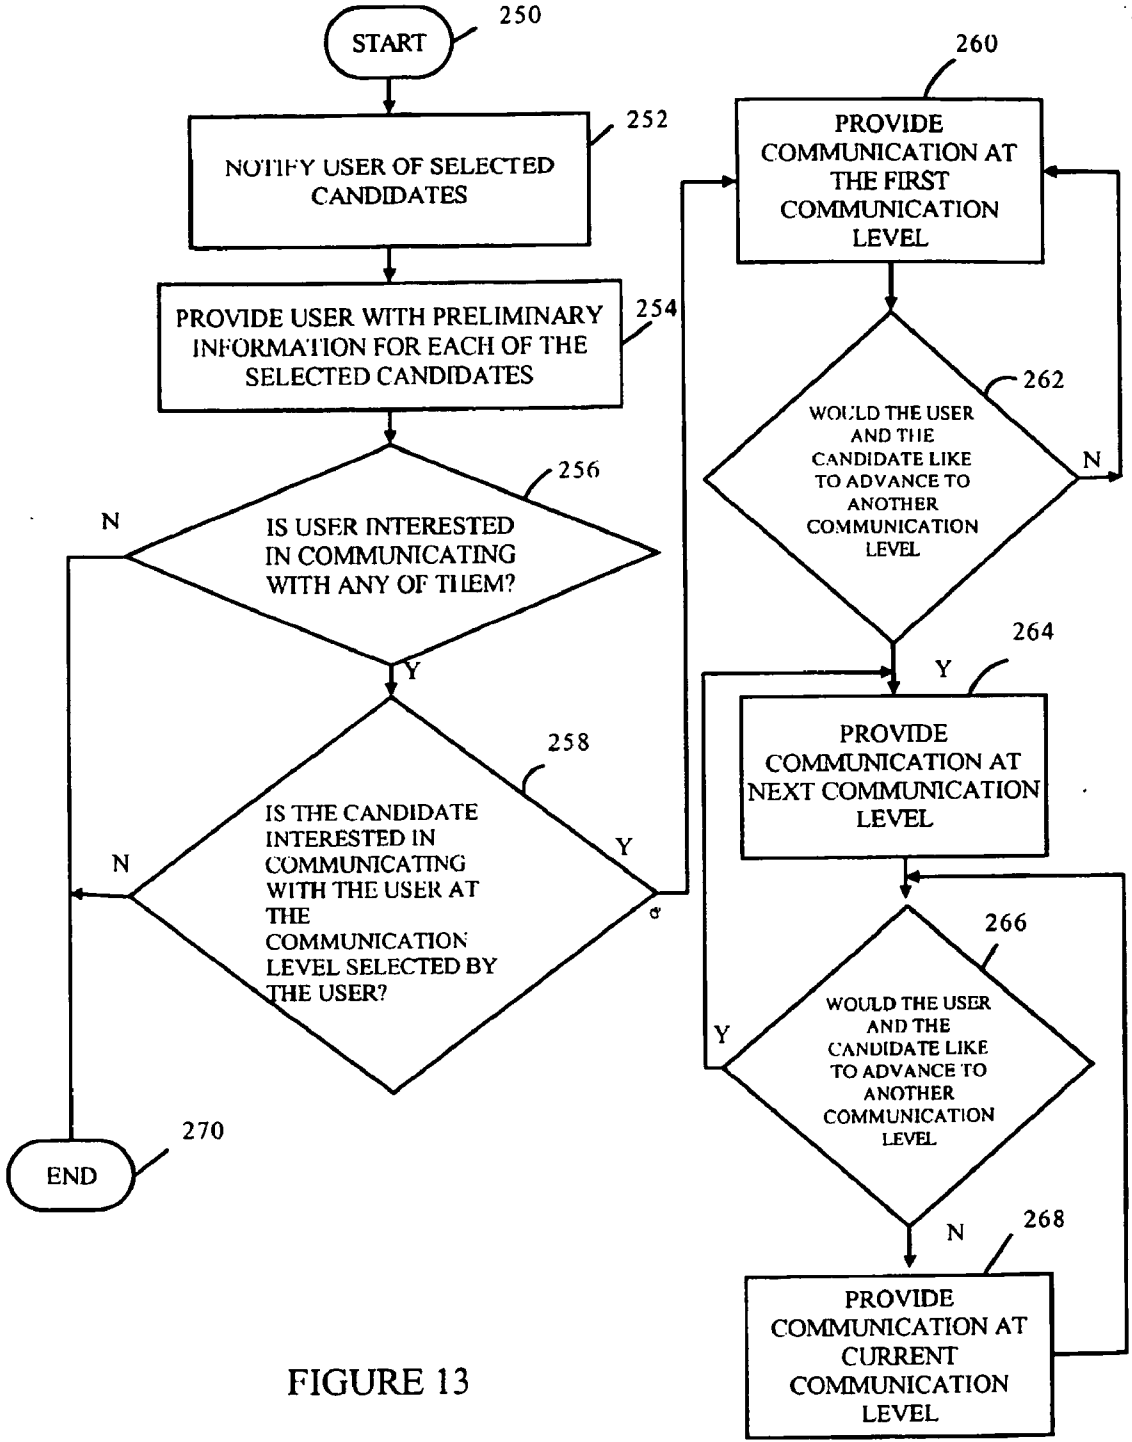 START
250
NOTIFY USER OF SELECTED
CANDIDATES
252
PROVIDE USER WITH PRELIMINARY
INFORMATION FOR EACH OF THE
SELECTED CANDIDATES
254
IS USER INTERESTED
IN COMMUNICATING
WITH ANY OF THEM?
256
N
Y
IS THE CANDIDATE
INTERESTED IN
COMMUNICATING
WITH THE USER AT
THE
COMMUNICATION
LEVEL SELECTED BY
THE USER?
258
N
Y
END
270
PROVIDE
COMMUNICATION AT
THE FIRST
COMMUNICATION
LEVEL
260
WOULD THE USER
AND THE
CANDIDATE LIKE
TO ADVANCE TO
ANOTHER
COMMUNICATION
LEVEL
262
N
Y
PROVIDE
COMMUNICATION AT
NEXT COMMUNICATION
LEVEL
264
WOULD THE USER
AND THE
CANDIDATE LIKE
TO ADVANCE TO
ANOTHER
COMMUNICATION
LEVEL
266
Y
N
PROVIDE
COMMUNICATION AT
CURRENT
COMMUNICATION
LEVEL
268
FIGURE 13